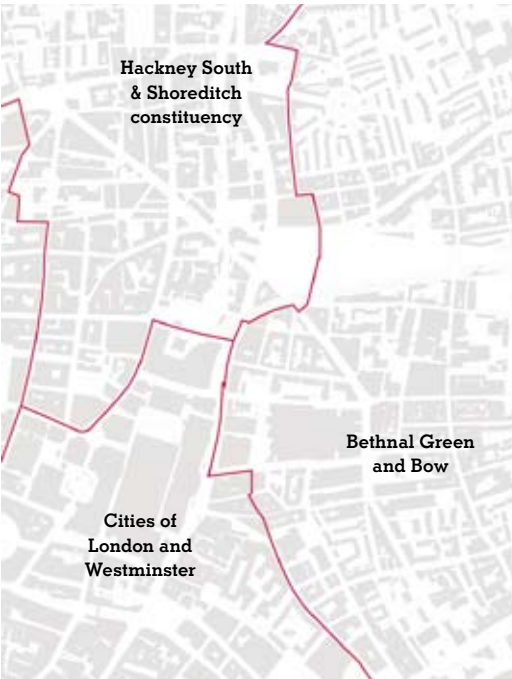 Hackney South
& Shoreditch
constituency
Bethnal Green
and Bow
Cities of
London and
Westminster